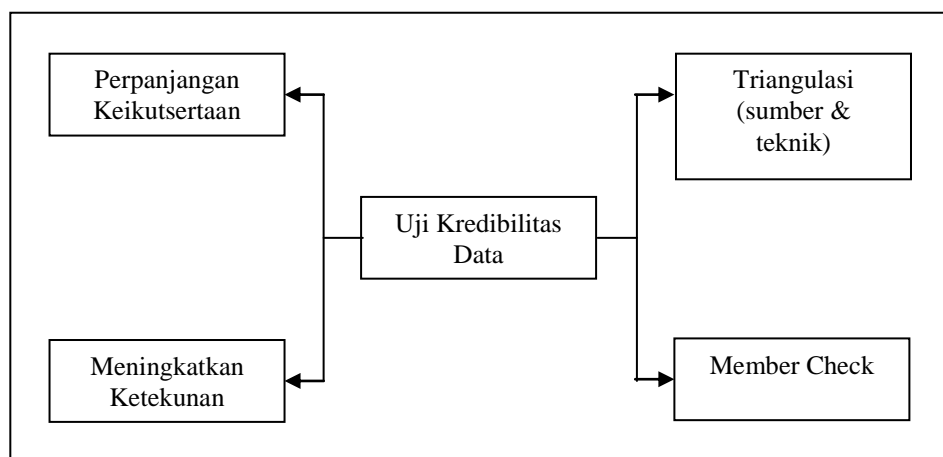 Perpanjangan
Keikutsertaan
Triangulasi
(sumber &
teknik)
Uji Kredibilitas
Data
Meningkatkan
Ketekunan
Member Check